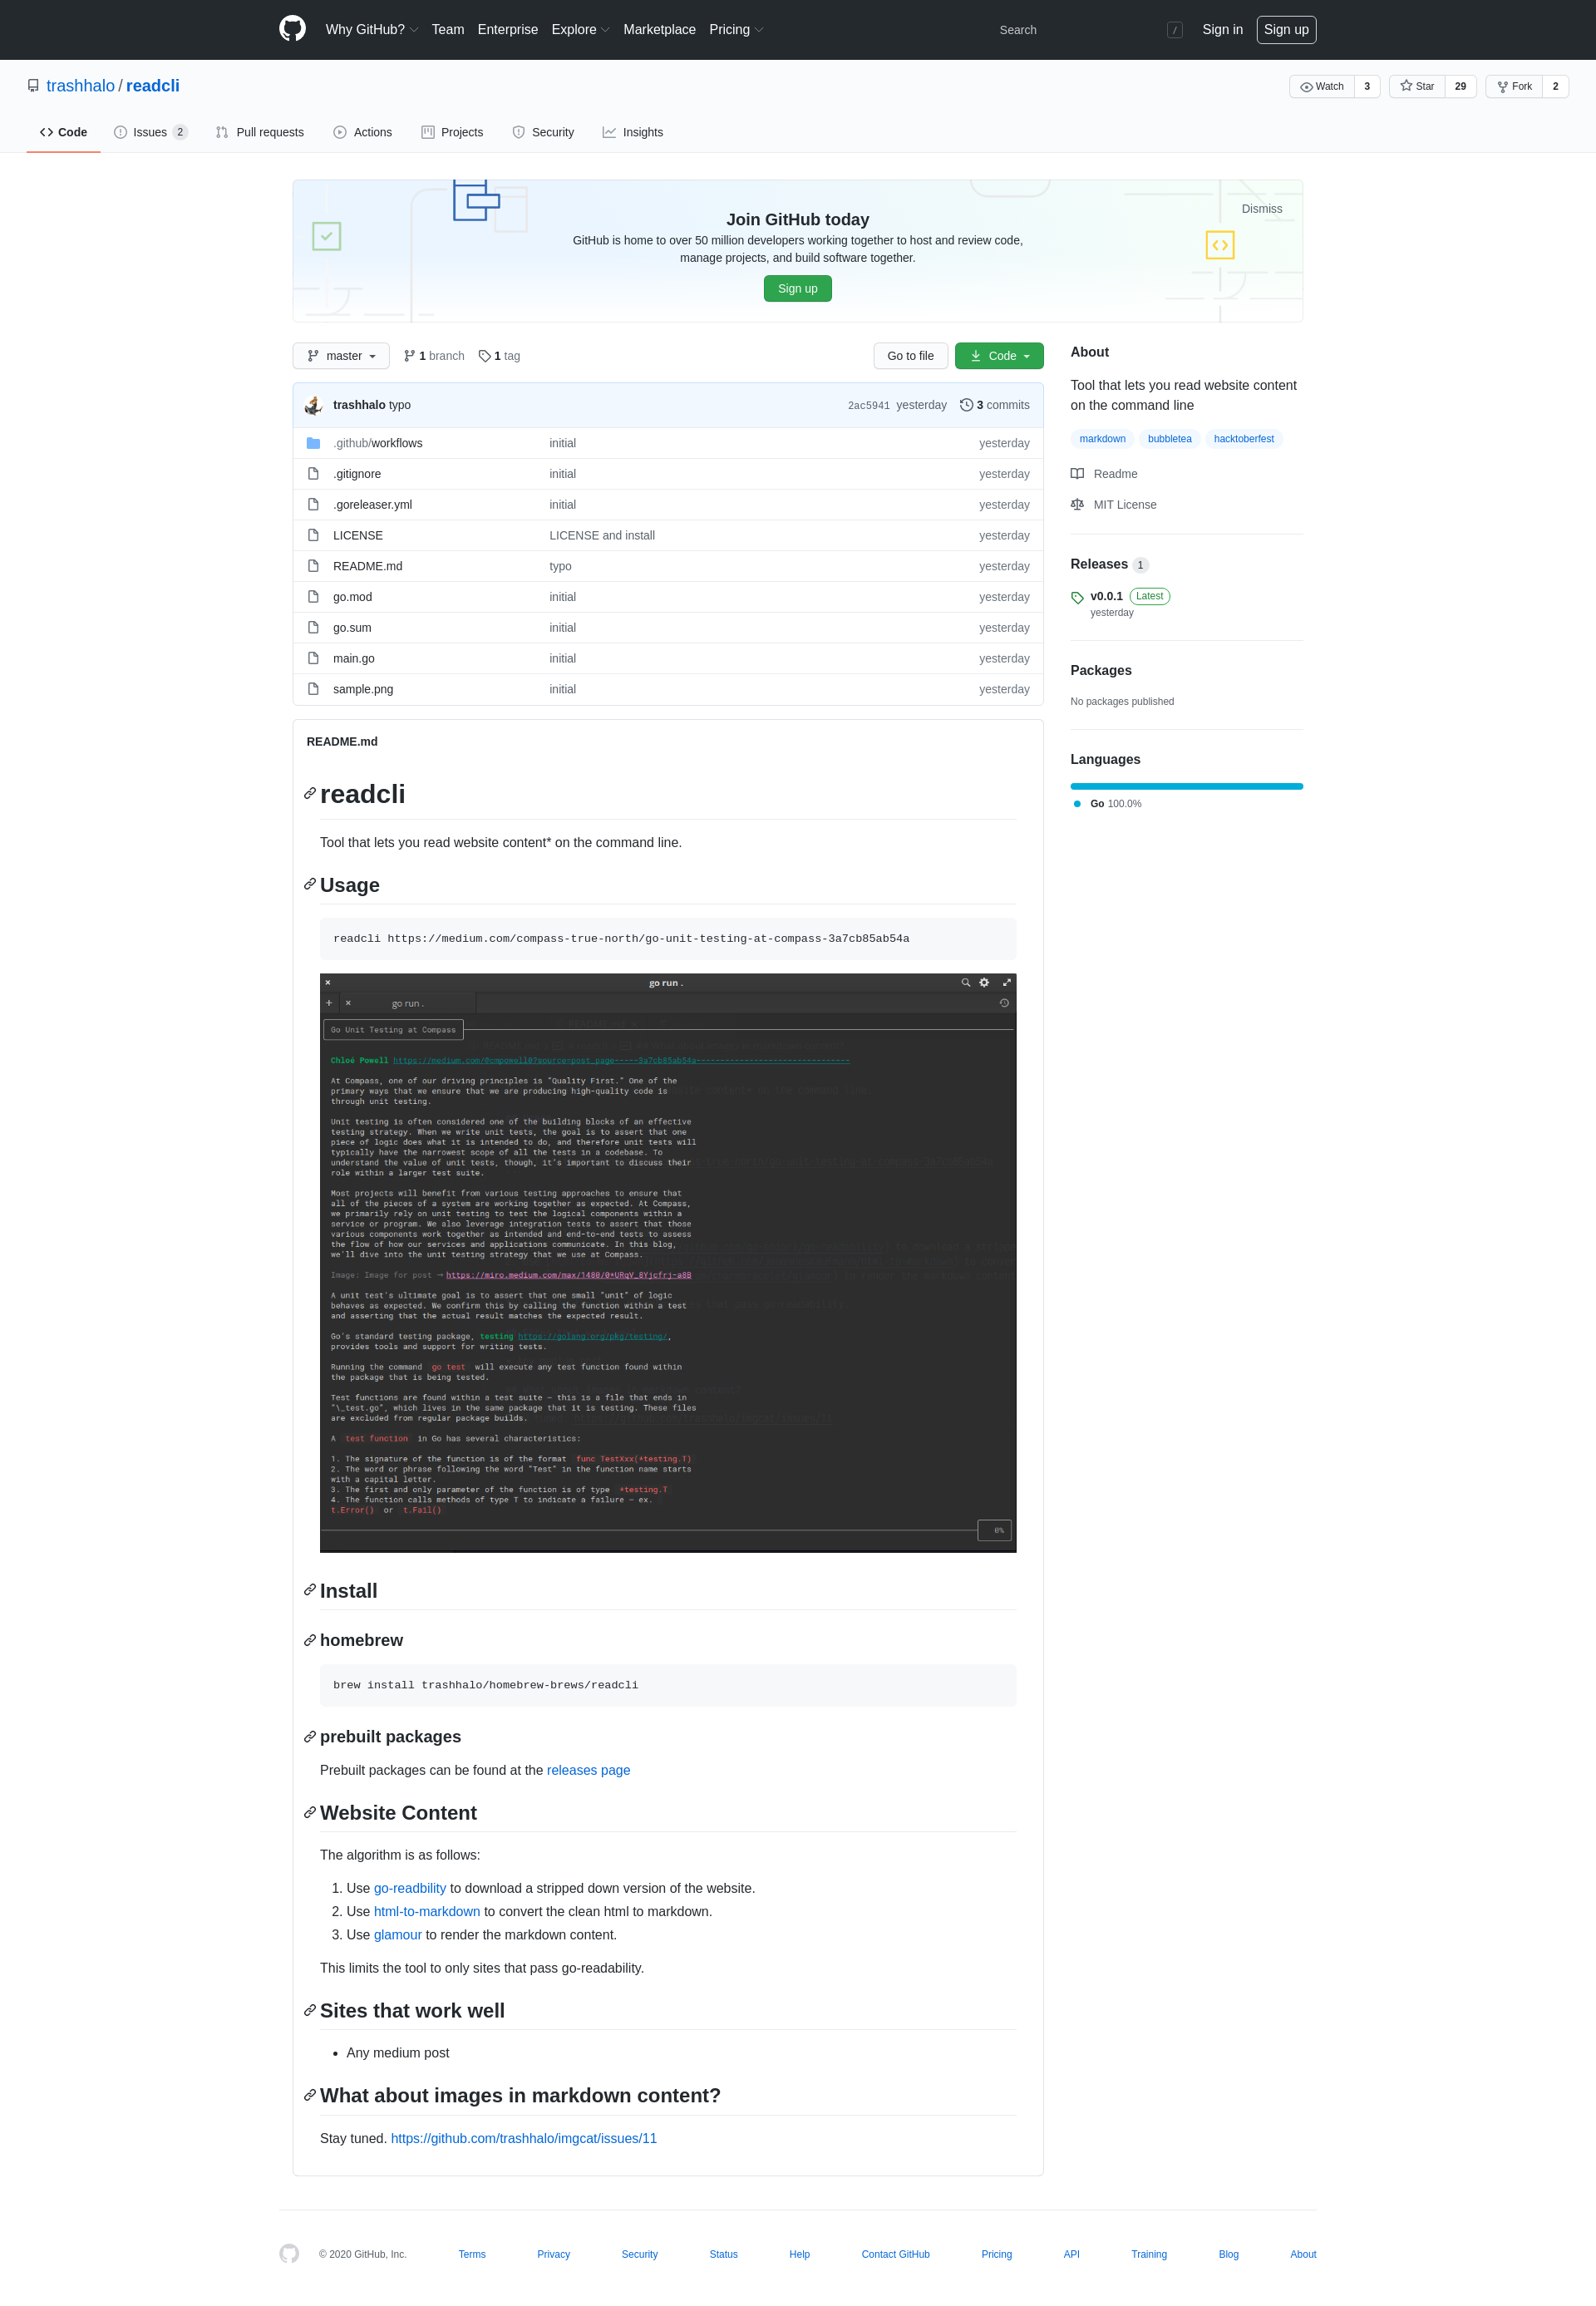 Why GitHub? Team Enterprise Explore Marketplace Pricing Search / Sign in Sign up
trashhalo / readcli Watch 3 Star 29 Fork 2
Code Issues 2 Pull requests Actions Projects Security Insights
Dismiss
Join GitHub today
GitHub is home to over 50 million developers working together to host and review code,
manage projects, and build software together.
Sign up
master 1 branch 1 tag Go to file Code
trashhalo typo 2ac5941 yesterday 3 commits
.github/workflows initial yesterday
.gitignore initial yesterday
.goreleaser.yml initial yesterday
LICENSE LICENSE and install yesterday
README.md typo yesterday
go.mod initial yesterday
go.sum initial yesterday
main.go initial yesterday
sample.png initial yesterday
About
Tool that lets you read website content
on the command line
markdown bubbletea hacktoberfest
Readme
MIT License
Releases 1
v0.0.1 Latest
yesterday
Packages
No packages published
Languages
Go 100.0%
README.md
readcli
Tool that lets you read website content* on the command line.
Usage
readcli https://medium.com/compass-true-north/go-unit-testing-at-compass-3a7cb85ab54a
go run .
+ × go run .
Go Unit Testing at Compass
Chloé Powell https://medium.com/@cmpowell0?source=post_page-----3a7cb85ab54a--------------------------------
At Compass, one of our driving principles is "Quality First." One of the
primary ways that we ensure that we are producing high-quality code is
through unit testing.
Unit testing is often considered one of the building blocks of an effective
testing strategy. When we write unit tests, the goal is to assert that one
piece of logic does what it is intended to do, and therefore unit tests will
typically have the narrowest scope of all the tests in a codebase. To
understand the value of unit tests, though, it's important to discuss their
role within a larger test suite.
Most projects will benefit from various testing approaches to ensure that
all of the pieces of a system are working together as expected. At Compass,
we primarily rely on unit testing to test the logical components within a
service or program. We also leverage integration tests to assert that those
various components work together as intended and end-to-end tests to assess
the flow of how our services and applications communicate. In this blog,
we'll dive into the unit testing strategy that we use at Compass.
Image: Image for post → https://miro.medium.com/max/1480/0*URqV_8Yjcfrj-a8B
A unit test's ultimate goal is to assert that one small "unit" of logic
behaves as expected. We confirm this by calling the function within a test
and asserting that the actual result matches the expected result.
Go's standard testing package, testing https://golang.org/pkg/testing/,
provides tools and support for writing tests.
Running the command go test will execute any test function found within
the package that is being tested.
Test functions are found within a test suite – this is a file that ends in
"\_test.go", which lives in the same package that it is testing. These files
are excluded from regular package builds.
A test function in Go has several characteristics:
1. The signature of the function is of the format func TestXxx(*testing.T)
2. The word or phrase following the word "Test" in the function name starts
with a capital letter.
3. The first and only parameter of the function is of type *testing.T
4. The function calls methods of type T to indicate a failure – ex.
t.Error() or t.Fail()
0%
Install
homebrew
brew install trashhalo/homebrew-brews/readcli
prebuilt packages
Prebuilt packages can be found at the releases page
Website Content
The algorithm is as follows:
1. Use go-readbility to download a stripped down version of the website.
2. Use html-to-markdown to convert the clean html to markdown.
3. Use glamour to render the markdown content.
This limits the tool to only sites that pass go-readability.
Sites that work well
• Any medium post
What about images in markdown content?
Stay tuned. https://github.com/trashhalo/imgcat/issues/11
© 2020 GitHub, Inc. Terms Privacy Security Status Help Contact GitHub Pricing API Training Blog About